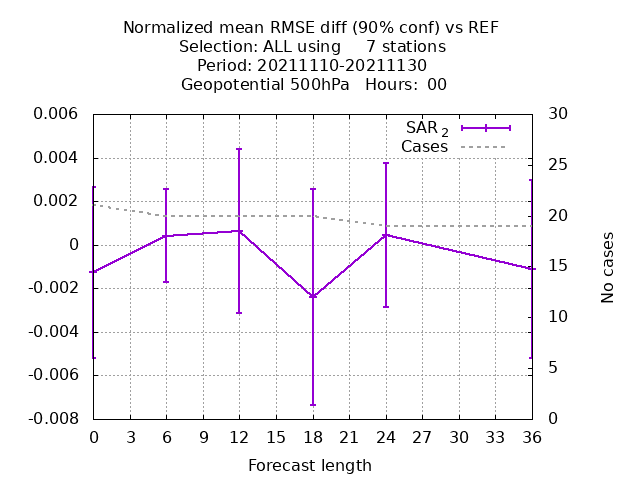 Normalized mean RMSE diff (90% conf) vs REF
Selection: ALL using     7 stations
Period: 20211110-20211130
Geopotential 500hPa   Hours:  00
SAR 2
Cases
0.006
0.004
0.002
0
-0.002
-0.004
-0.006
-0.008
30
25
20
15
10
5
0
No cases
0 3 6 9 12 15 18 21 24 27 30 33 36
Forecast length